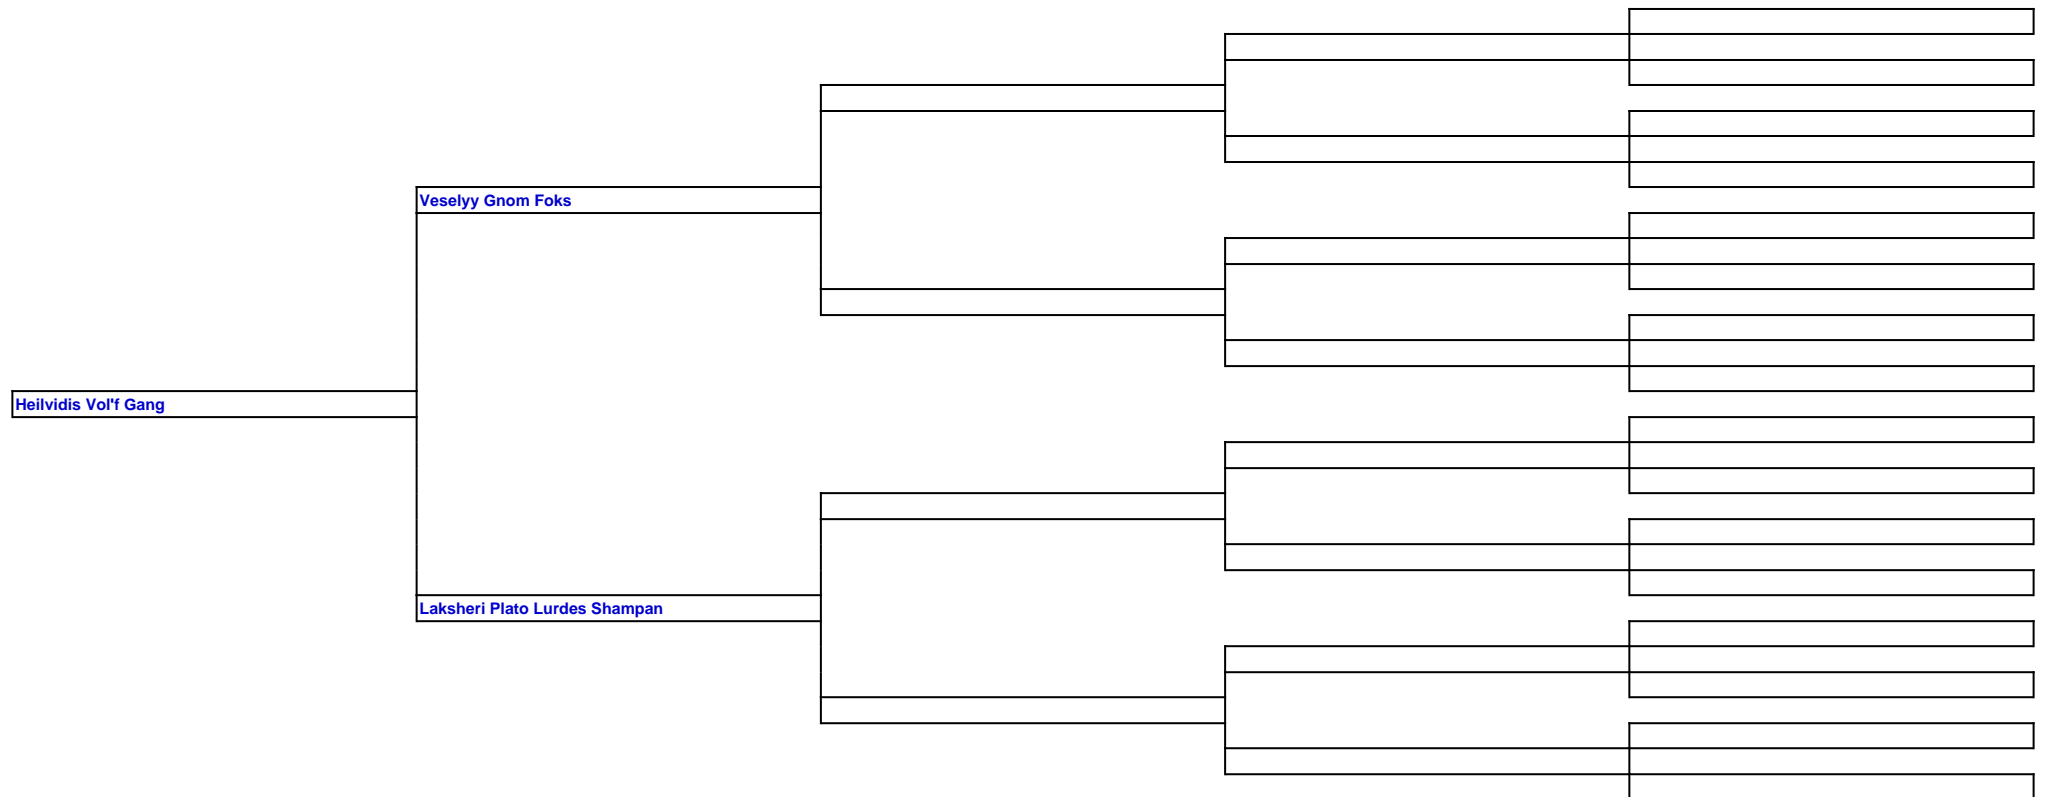 Veselyy Gnom Foks
Heilvidis Vol'f Gang
Laksheri Plato Lurdes Shampan